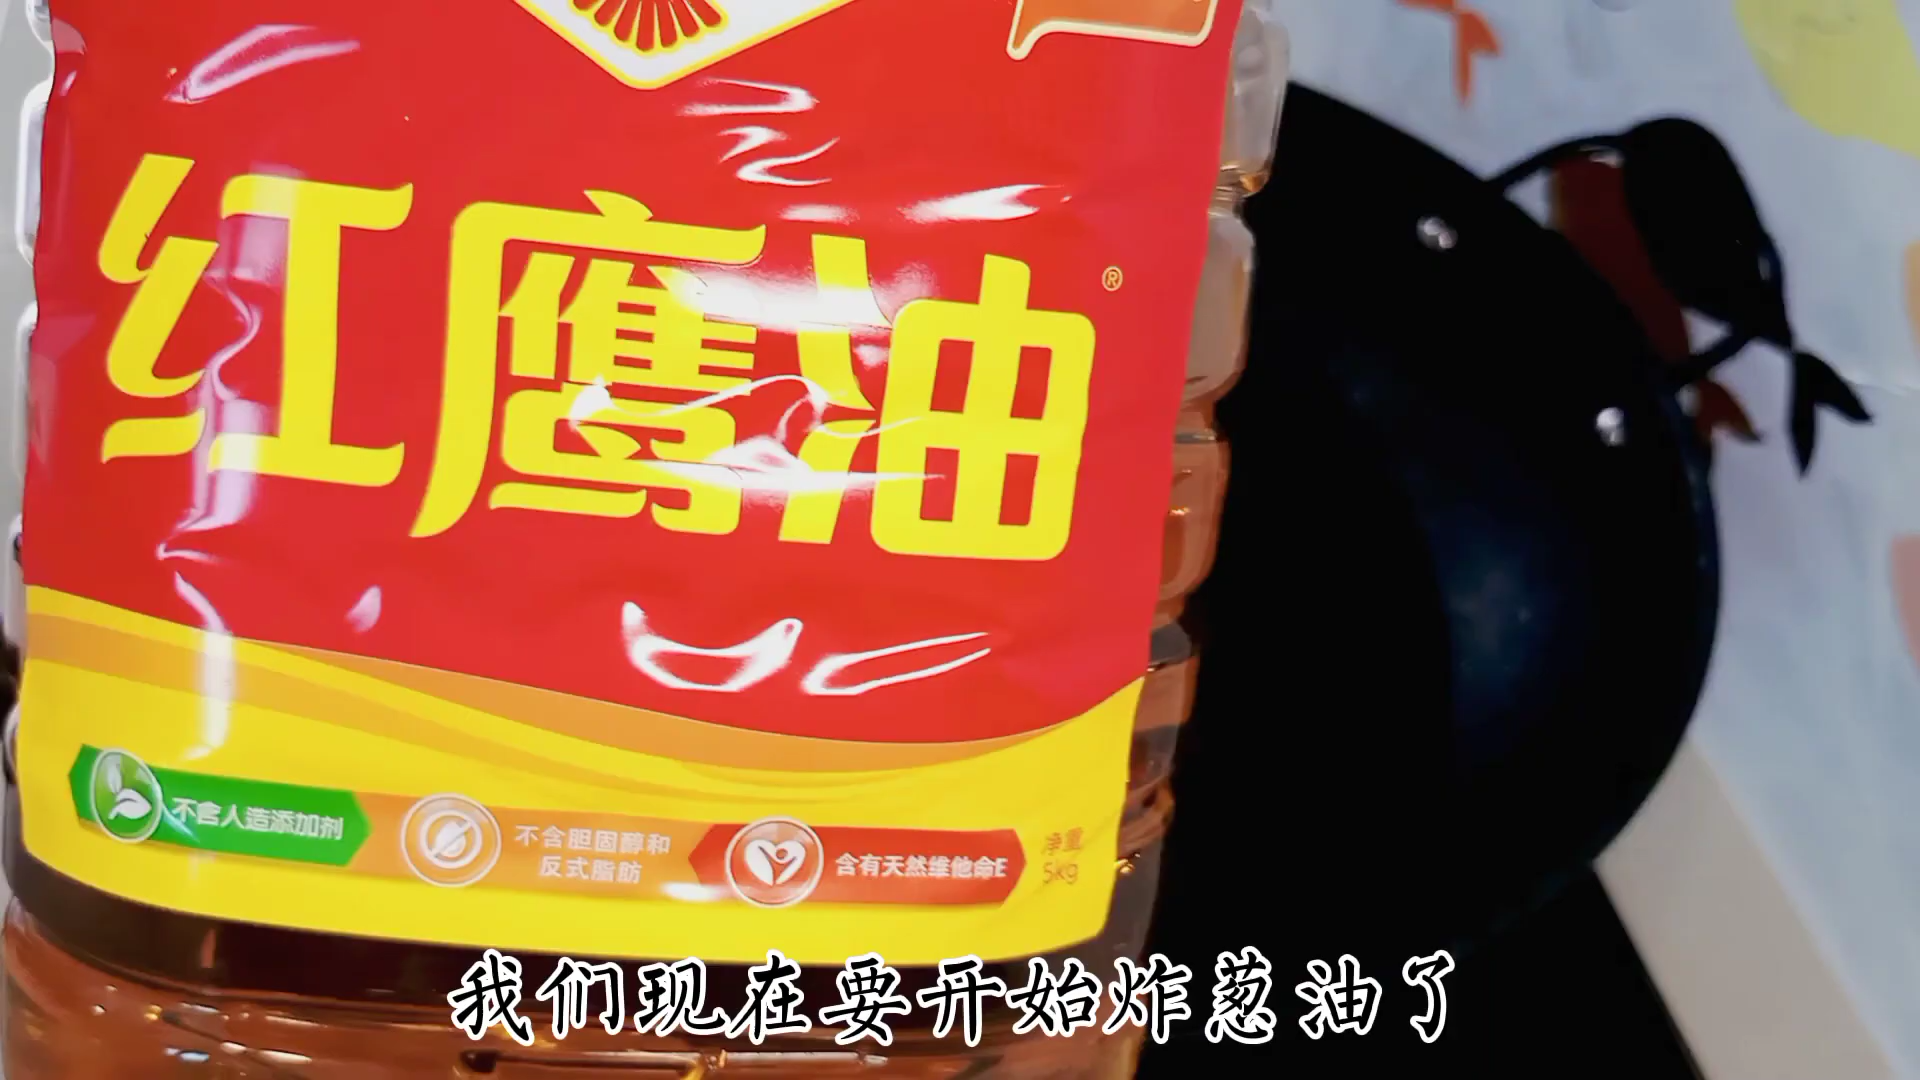 红鹰油®
不含人造添加剂
不含胆固醇和
反式脂肪
含有天然维他命E
净重
5kg
我们现在要开始炸葱油了